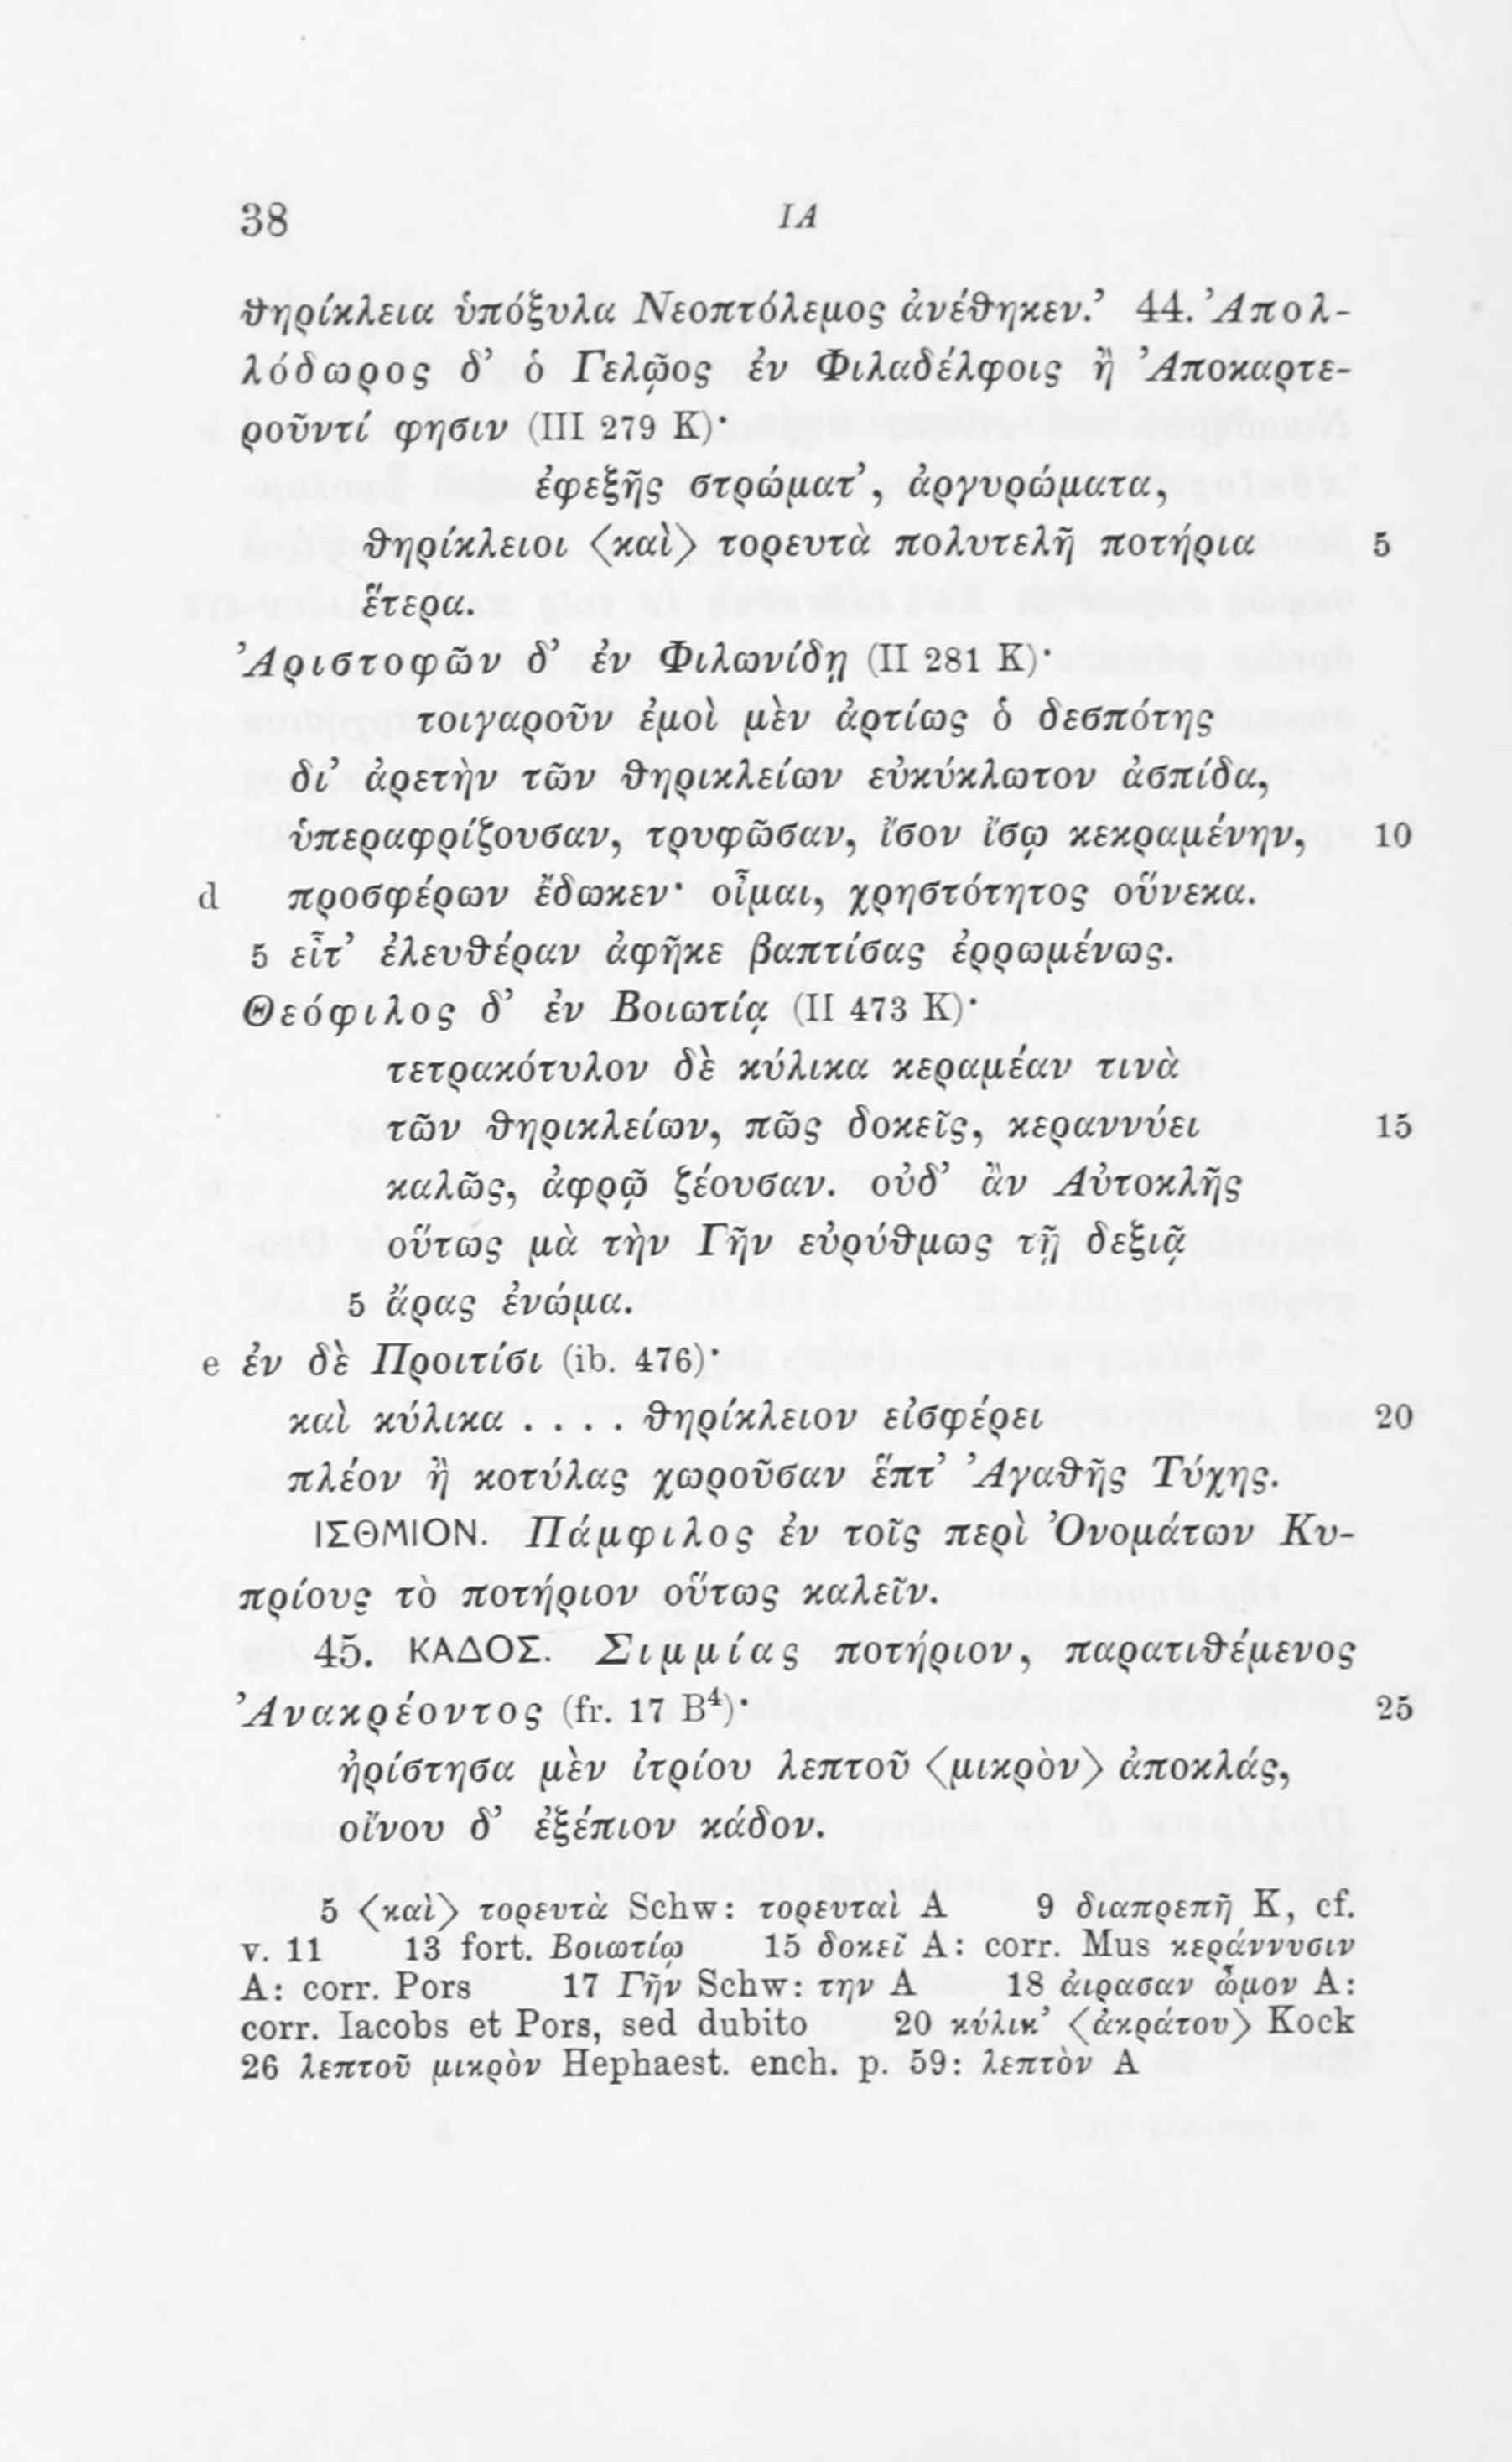 38 ΙΑ
θηρίκλεια ὑπόξυλα Νεοπτόλεμος ἀνέθηκεν.’ 44. Ἀπολ-
λόδωρος δ’ ὁ Γελῷος ἐν Φιλαδέλφοις ἢ Ἀποκαρτε-
ροῦντί φησιν (III 279 K)·
ἐφεξῆς στρώματ’, ἀργυρώματα,
θηρίκλειοι ⟨καὶ⟩ τορευτὰ πολυτελῆ ποτήρια 5
ἕτερα.
Ἀριστοφῶν δ’ ἐν Φιλωνίδῃ (II 281 K)·
τοιγαροῦν ἐμοὶ μὲν ἀρτίως ὁ δεσπότης
δι’ ἀρετὴν τῶν θηρικλείων εὐκύκλωτον ἀσπίδα,
ὑπεραφρίζουσαν, τρυφῶσαν, ἴσον ἴσῳ κεκραμένην, 10
d προσφέρων ἔδωκεν· οἶμαι, χρηστότητος οὕνεκα.
5 εἶτ’ ἐλευθέραν ἀφῆκε βαπτίσας ἐρρωμένως.
Θεόφιλος δ’ ἐν Βοιωτίᾳ (II 473 K)·
τετρακότυλον δὲ κύλικα κεραμέαν τινὰ
τῶν θηρικλείων, πῶς δοκεῖς, κεραννύει 15
καλῶς, ἀφρῷ ζέουσαν. οὐδ’ ἂν Αὐτοκλῆς
οὕτως μὰ τὴν Γῆν εὐρύθμως τῇ δεξιᾷ
5 ἄρας ἐνώμα.
e ἐν δὲ Προιτίσι (ib. 476)·
καὶ κύλικα . . . . θηρίκλειον εἰσφέρει 20
πλέον ἢ κοτύλας χωροῦσαν ἕπτ’ Ἀγαθῆς Τύχης.
ΙΣΘΜΙΟΝ. Πάμφιλος ἐν τοῖς περὶ Ὀνομάτων Κυ-
πρίους τὸ ποτήριον οὕτως καλεῖν.
45. ΚΑΔΟΣ. Σιμμίας ποτήριον, παρατιθέμενος
Ἀνακρέοντος (fr. 17 B⁴)· 25
ἠρίστησα μὲν ἰτρίου λεπτοῦ ⟨μικρὸν⟩ ἀποκλάς,
οἴνου δ’ ἐξέπιον κάδον.
5 ⟨καὶ⟩ τορευτὰ Schw: τορευταὶ A 9 διαπρεπῆ K, cf.
v. 11 13 fort. Βοιωτίῳ 15 δοκεῖ A: corr. Mus κεράννυσιν
A: corr. Pors 17 Γῆν Schw: την A 18 ἀιρασαν ὦμον A:
corr. Iacobs et Pors, sed dubito 20 κύλικ’ ⟨ἀκράτου⟩ Kock
26 λεπτοῦ μικρὸν Hephaest. ench. p. 59: λεπτὸν A